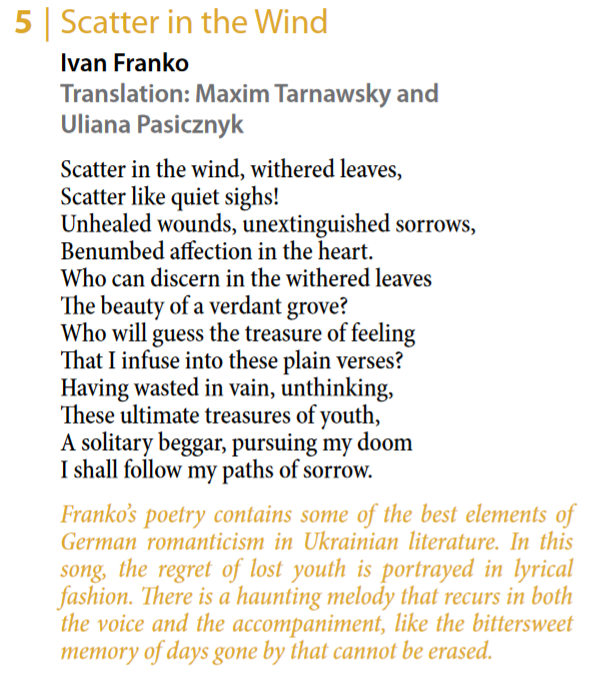 5 | Scatter in the Wind
Ivan Franko
Translation: Maxim Tarnawsky and
Uliana Pasicznyk
Scatter in the wind, withered leaves,
Scatter like quiet sighs!
Unhealed wounds, unextinguished sorrows,
Benumbed affection in the heart.
Who can discern in the withered leaves
The beauty of a verdant grove?
Who will guess the treasure of feeling
That I infuse into these plain verses?
Having wasted in vain, unthinking,
These ultimate treasures of youth,
A solitary beggar, pursuing my doom
I shall follow my paths of sorrow.
Franko's poetry contains some of the best elements of
German romanticism in Ukrainian literature. In this
song, the regret of lost youth is portrayed in lyrical
fashion. There is a haunting melody that recurs in both
the voice and the accompaniment, like the bittersweet
memory of days gone by that cannot be erased.